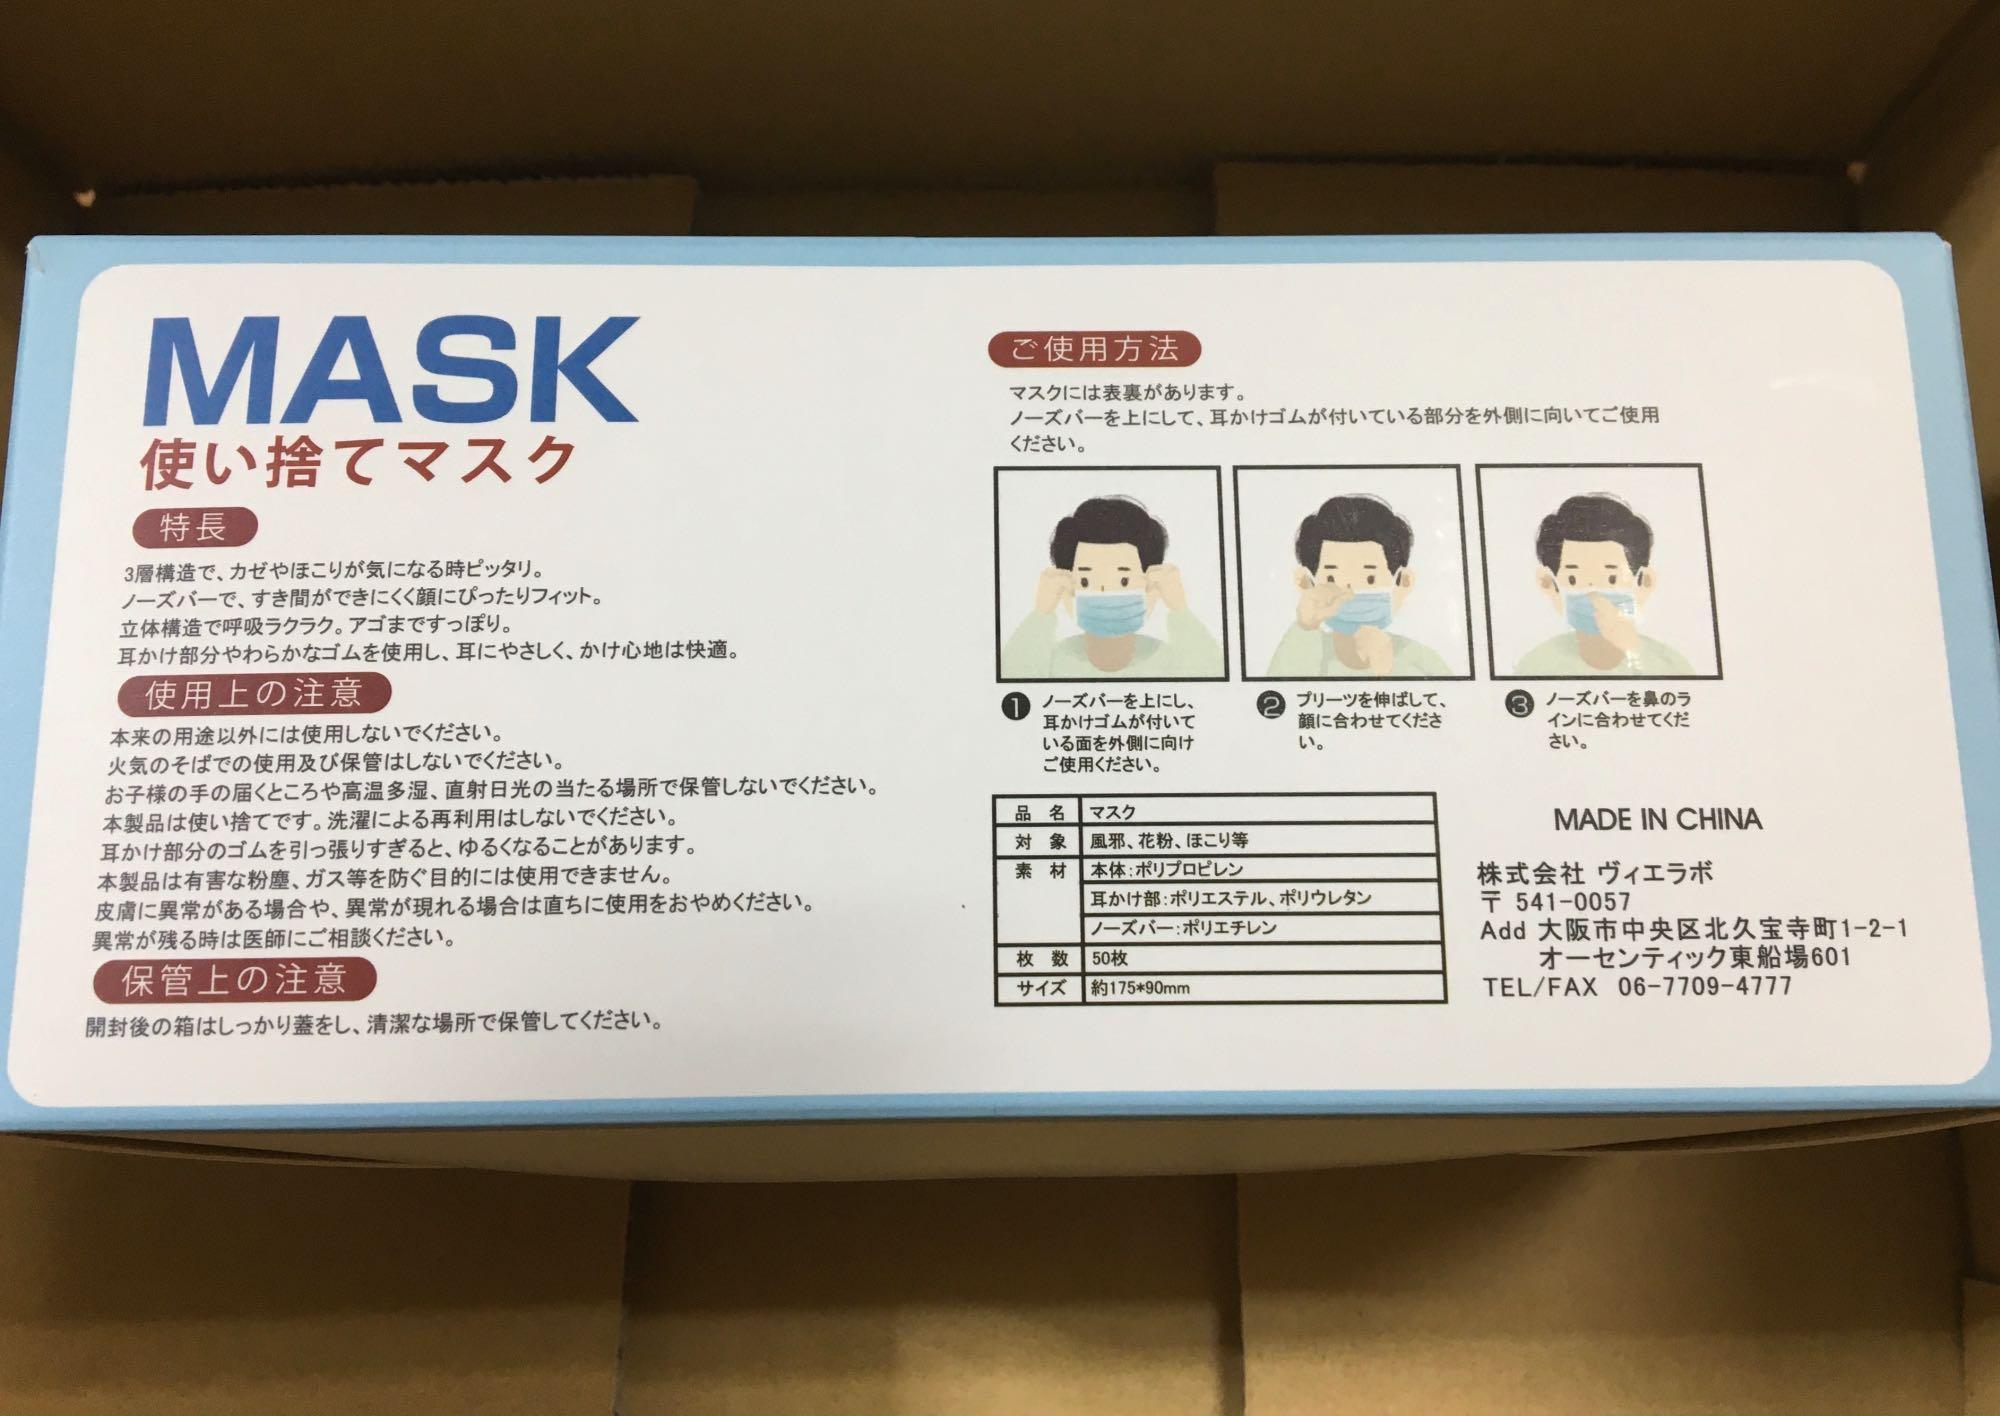 MASK
使い捨てマスク
特長
3層構造で、カゼやほこりが気になる時ピッタリ。
ノーズバーで、すき間ができにくく顔にぴったりフィット。
立体構造で呼吸ラクラク。アゴまですっぽり。
耳かけ部分やわらかなゴムを使用し、耳にやさしく、かけ心地は快適。
使用上の注意
本来の用途以外には使用しないでください。
火気のそばでの使用及び保管はしないでください。
お子様の手の届くところや高温多湿、直射日光の当たる場所で保管しないでください。
本製品は使い捨てです。洗濯による再利用はしないでください。
耳かけ部分のゴムを引っ張りすぎると、ゆるくなることがあります。
本製品は有害な粉塵、ガス等を防ぐ目的には使用できません。
皮膚に異常がある場合や、異常が現れる場合は直ちに使用をおやめください。
異常が残る時は医師にご相談ください。
保管上の注意
開封後の箱はしっかり蓋をし、清潔な場所で保管してください。
ご使用方法
マスクには表裏があります。
ノーズバーを上にして、耳かけゴムが付いている部分を外側に向いてご使用
ください。
1 ノーズバーを上にし、
耳かけゴムが付いて
いる面を外側に向け
ご使用ください。
2 プリーツを伸ばして、
顔に合わせてくださ
い。
3 ノーズバーを鼻のラ
インに合わせてくだ
さい。
品 名 マスク
対 象 風邪、花粉、ほこり等
素 材 本体:ポリプロピレン
耳かけ部:ポリエステル、ポリウレタン
ノーズバー:ポリエチレン
枚 数 50枚
サイズ 約175*90mm
MADE IN CHINA
株式会社 ヴィエラボ
〒 541-0057
Add 大阪市中央区北久宝寺町1-2-1
オーセンティック東船場601
TEL/FAX 06-7709-4777